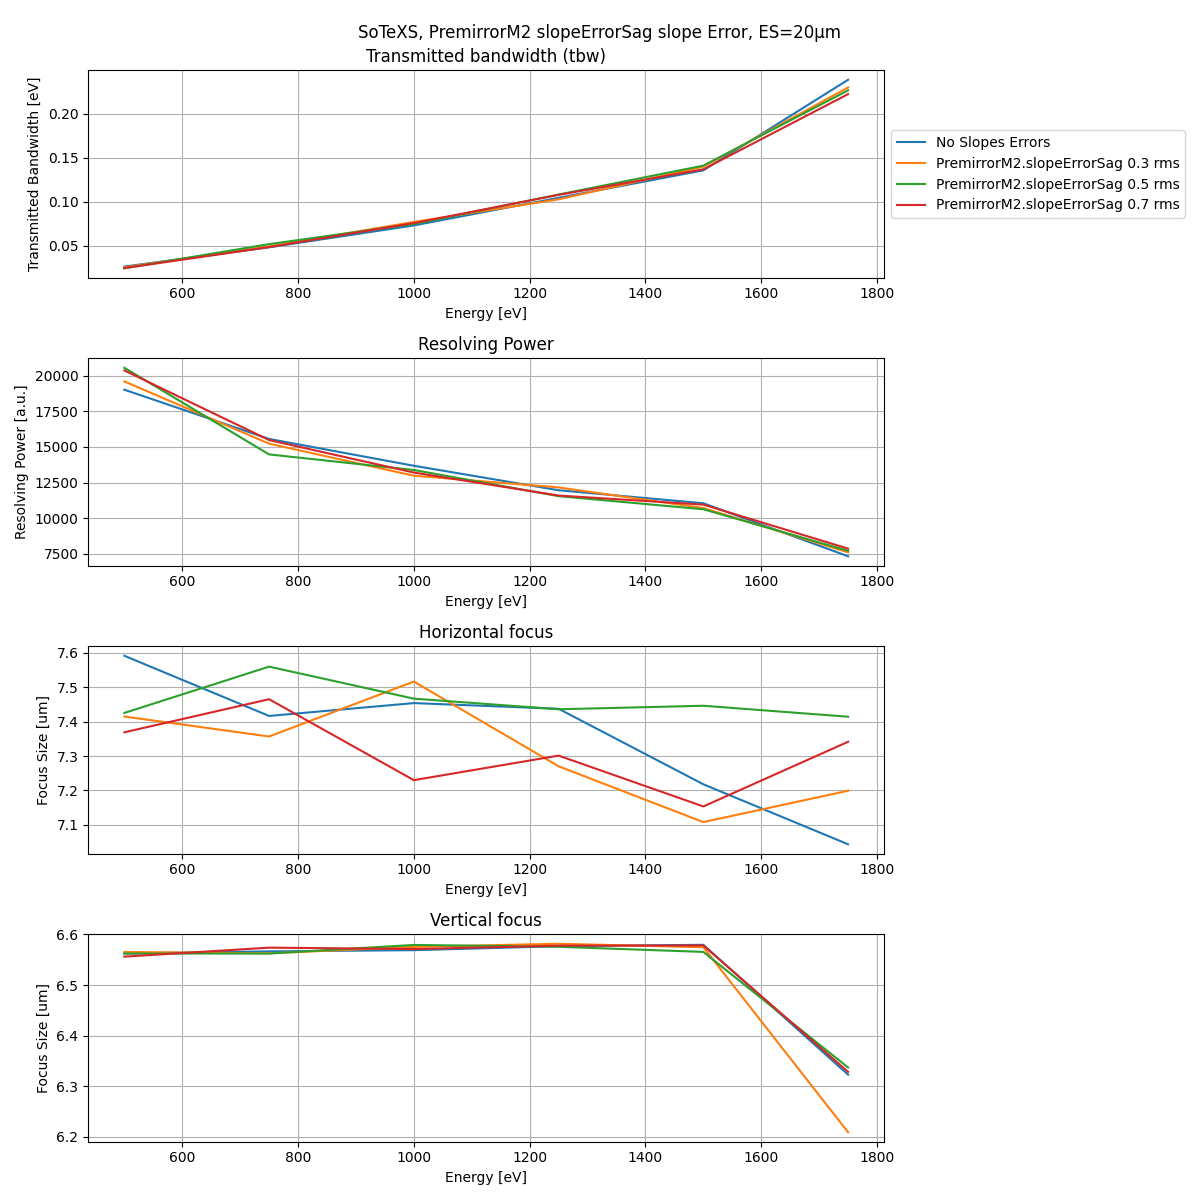 SoTeXS, PremirrorM2 slopeErrorSag slope Error, ES=20μm
Transmitted bandwidth (tbw)
Transmitted Bandwidth [eV]
0.20
0.15
0.10
0.05
600 800 1000 1200 1400 1600 1800
Energy [eV]
No Slopes Errors
PremirrorM2.slopeErrorSag 0.3 rms
PremirrorM2.slopeErrorSag 0.5 rms
PremirrorM2.slopeErrorSag 0.7 rms
Resolving Power
Resolving Power [a.u.]
20000
17500
15000
12500
10000
7500
600 800 1000 1200 1400 1600 1800
Energy [eV]
Horizontal focus
Focus Size [um]
7.6
7.5
7.4
7.3
7.2
7.1
600 800 1000 1200 1400 1600 1800
Energy [eV]
Vertical focus
Focus Size [um]
6.6
6.5
6.4
6.3
6.2
600 800 1000 1200 1400 1600 1800
Energy [eV]